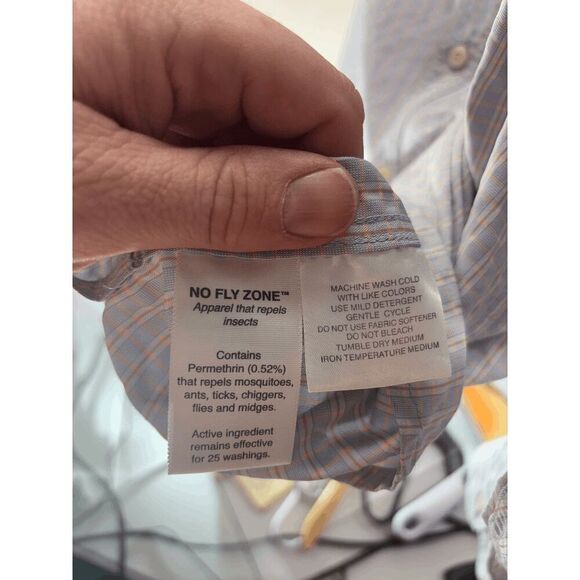 NO FLY ZONE™
Apparel that repels
insects
Contains
Permethrin (0.52%)
that repels mosquitoes,
ants, ticks, chiggers,
flies and midges.
Active ingredient
remains effective
for 25 washings.
MACHINE WASH COLD
WITH LIKE COLORS
USE MILD DETERGENT
GENTLE CYCLE
DO NOT USE FABRIC SOFTENER
DO NOT BLEACH
TUMBLE DRY MEDIUM
IRON TEMPERATURE MEDIUM